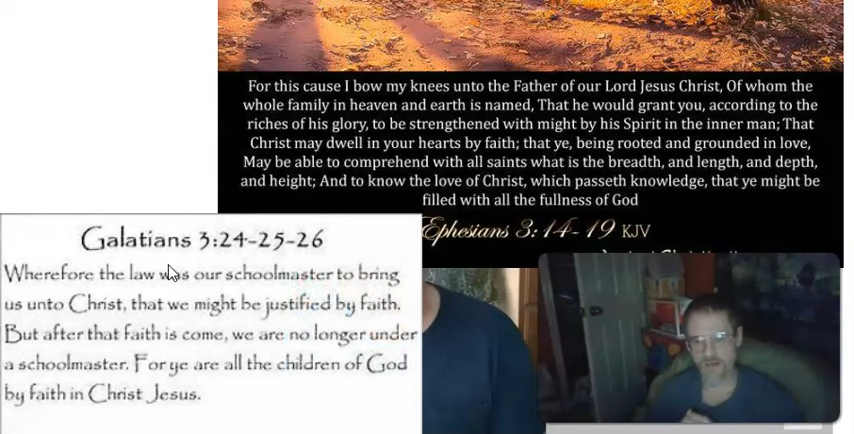 For this cause I bow my knees unto the Father of our Lord Jesus Christ, Of whom the
whole family in heaven and earth is named, That he would grant you, according to the
riches of his glory, to be strengthened with might by his Spirit in the inner man; That
Christ may dwell in your hearts by faith; that ye, being rooted and grounded in love,
May be able to comprehend with all saints what is the breadth, and length, and depth,
and height; And to know the love of Christ, which passeth knowledge, that ye might be
filled with all the fullness of God
Ephesians 3:14-19 KJV
Galatians 3:24-25-26
Wherefore the law was our schoolmaster to bring
us unto Christ, that we might be justified by faith.
But after that faith is come, we are no longer under
a schoolmaster. For ye are all the children of God
by faith in Christ Jesus.